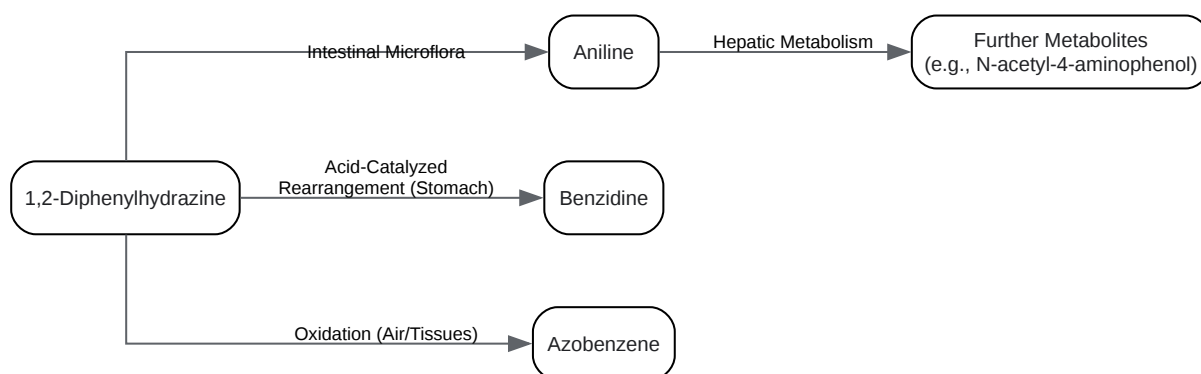 Intestinal Microflora
Aniline
Hepatic Metabolism
Further Metabolites
(e.g., N-acetyl-4-aminophenol)
1,2-Diphenylhydrazine
Acid-Catalyzed
Rearrangement (Stomach)
Benzidine
Oxidation (Air/Tissues)
Azobenzene